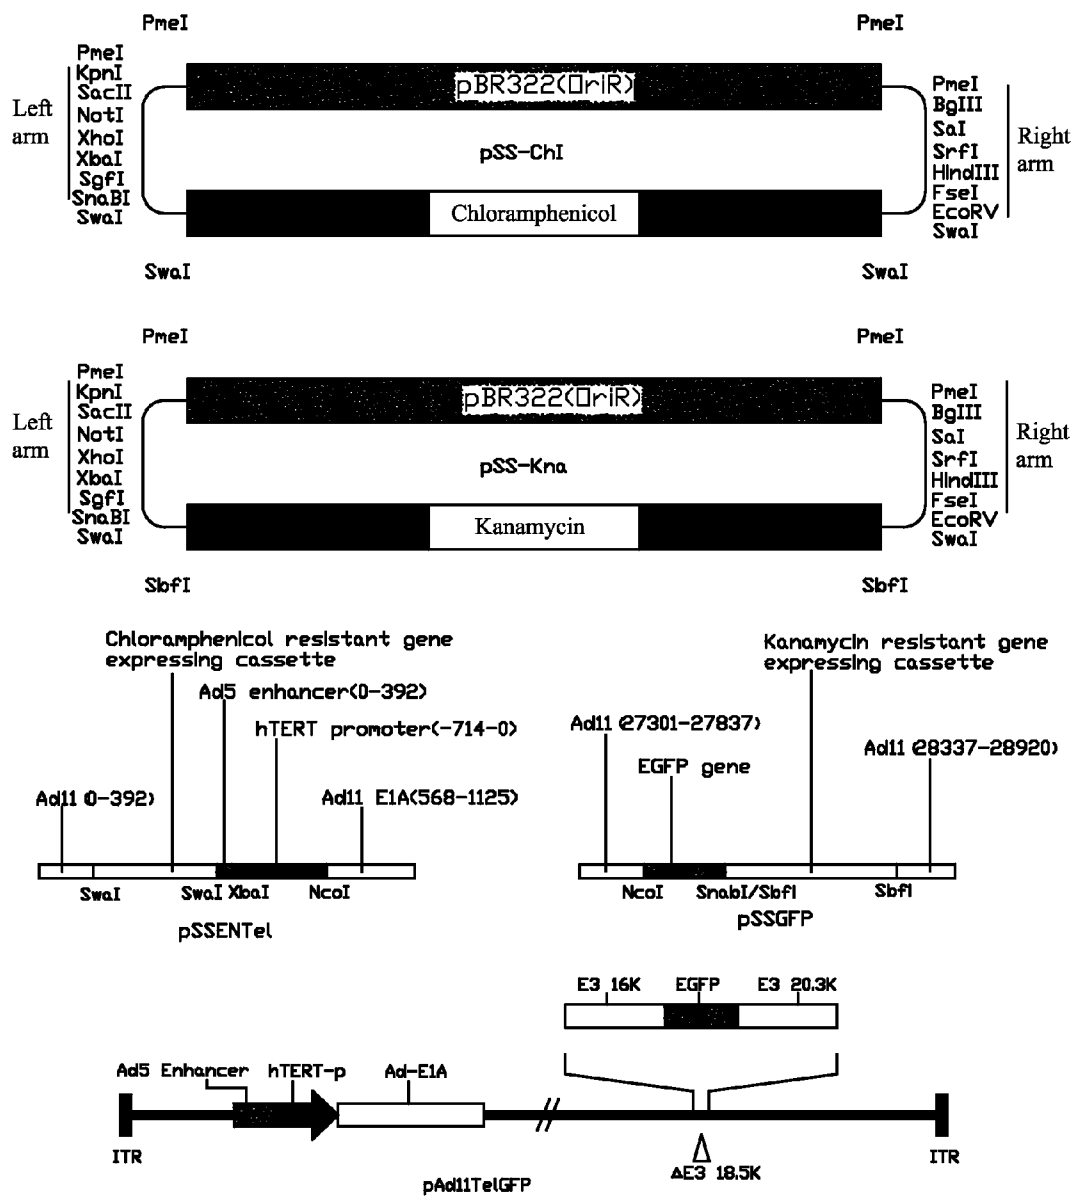 PmeI
PmeI
PmeI
KpnI
SacII
NotI
XhoI
XbaI
SgfI
SnaBI
SwaI
Left
arm
pBR322(OriR)
pSS-ChI
Chloramphenicol
PmeI
BgIII
SaI
SrfI
HindIII
FseI
EcoRV
SwaI
Right
arm
SwaI
SwaI
PmeI
PmeI
PmeI
KpnI
SacII
NotI
XhoI
XbaI
SgfI
SnaBI
SwaI
Left
arm
pBR322(OriR)
pSS-Kna
Kanamycin
PmeI
BgIII
SaI
SrfI
HindIII
FseI
EcoRV
SwaI
Right
arm
SbfI
SbfI
Chloramphenicol resistant gene
expressing cassette
Ad5 enhancer(0-392)
hTERT promoter(-714-0)
Ad11 (0-392)
Ad11 E1A(568-1125)
SwaI
SwaI
XbaI
NcoI
pSSENTel
Kanamycin resistant gene
expressing cassette
Ad11 (27301-27837)
Ad11 (28337-28920)
EGFP gene
NcoI
SnabI/SbfI
SbfI
pSSGFP
E3 16K
EGFP
E3 20.3K
Ad5 Enhancer
hTERT-p
Ad-E1A
ITR
ITR
ΔE3 18.5K
pAd11TelGFP